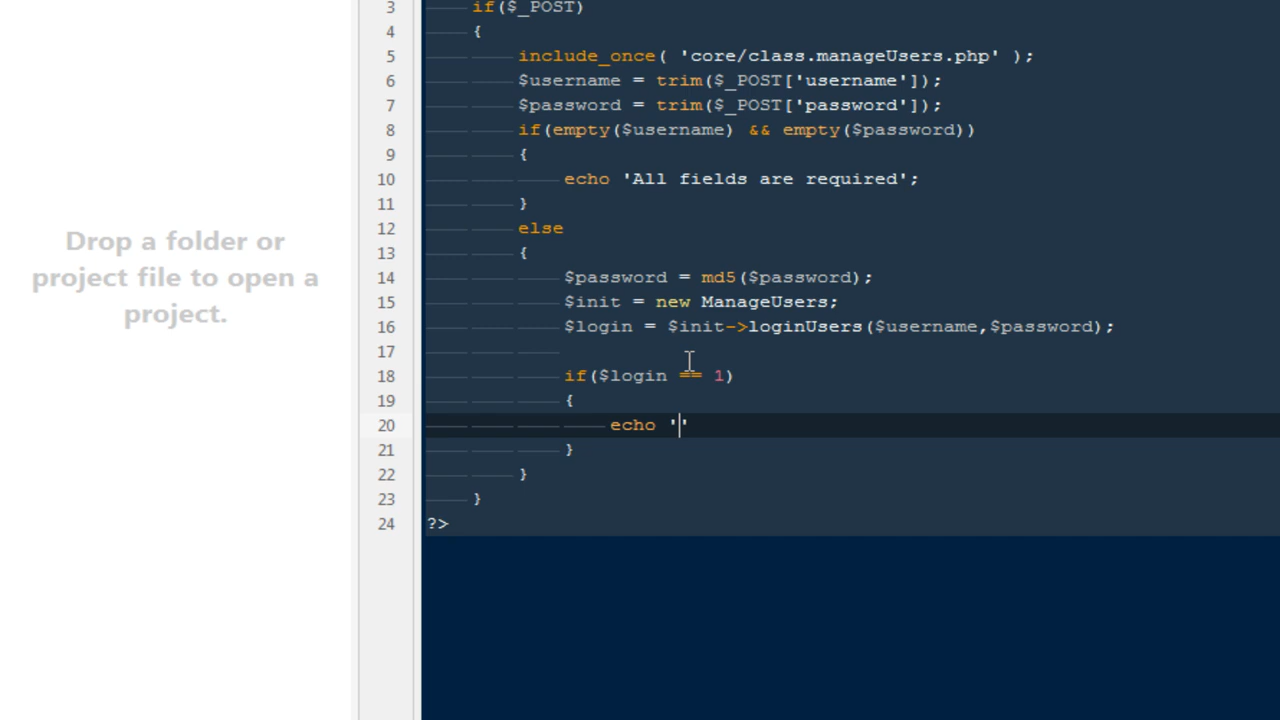 Drop a folder or
project file to open a
project.
3 if($_POST)
4 {
5 include_once( 'core/class.manageUsers.php' );
6 $username = trim($_POST['username']);
7 $password = trim($_POST['password']);
8 if(empty($username) && empty($password))
9 {
10 echo 'All fields are required';
11 }
12 else
13 {
14 $password = md5($password);
15 $init = new ManageUsers;
16 $login = $init->loginUsers($username,$password);
17
18 if($login == 1)
19 {
20 echo ''
21 }
22 }
23 }
24 ?>